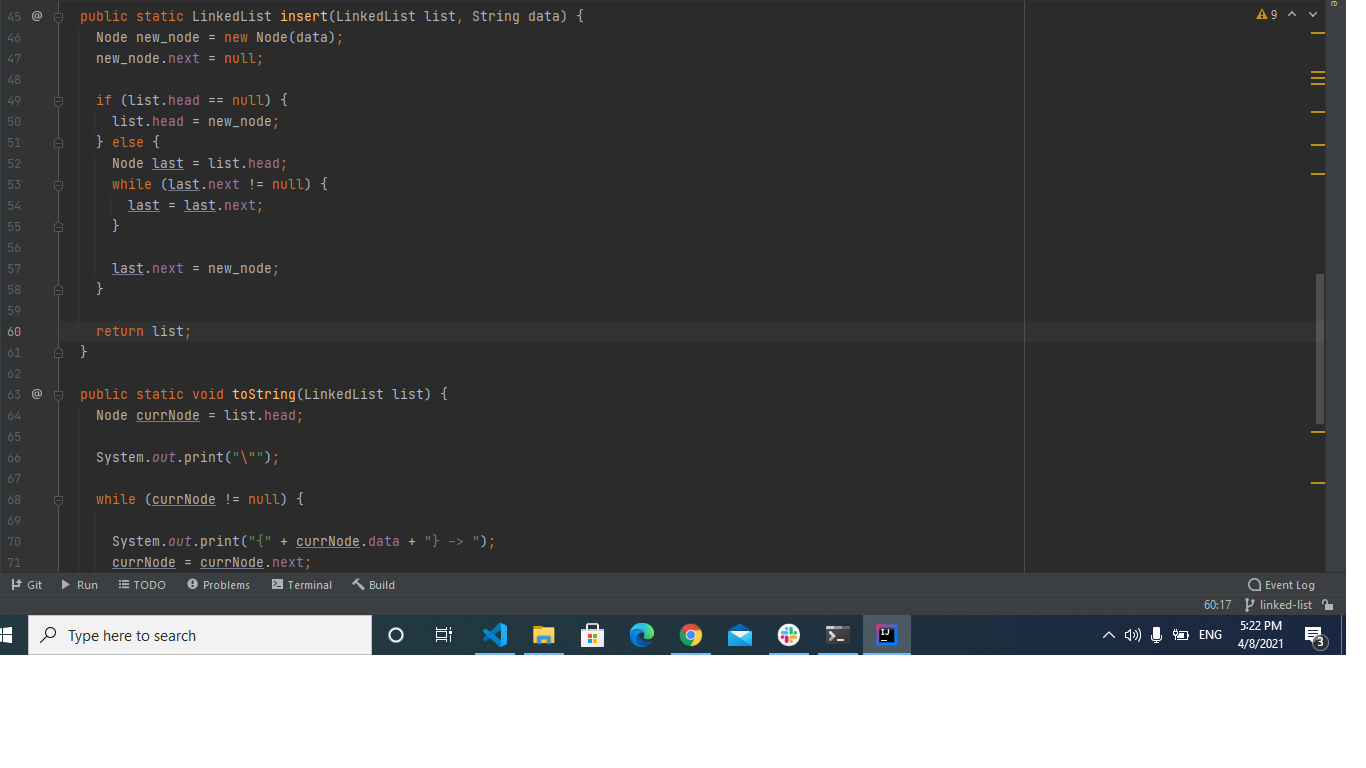 45 @ public static LinkedList insert(LinkedList list, String data) { 9
46 Node new_node = new Node(data);
47 new_node.next = null;
48
49 if (list.head == null) {
50 list.head = new_node;
51 } else {
52 Node last = list.head;
53 while (last.next != null) {
54 last = last.next;
55 }
56
57 last.next = new_node;
58 }
59
60 return list;
61 }
62
63 @ public static void toString(LinkedList list) {
64 Node currNode = list.head;
65
66 System.out.print("\"");
67
68 while (currNode != null) {
69
70 System.out.print("{" + currNode.data + "} -> ");
71 currNode = currNode.next;
Git Run TODO Problems Terminal Build Event Log
60:17 linked-list
Type here to search ENG 5:22 PM
4/8/2021 3